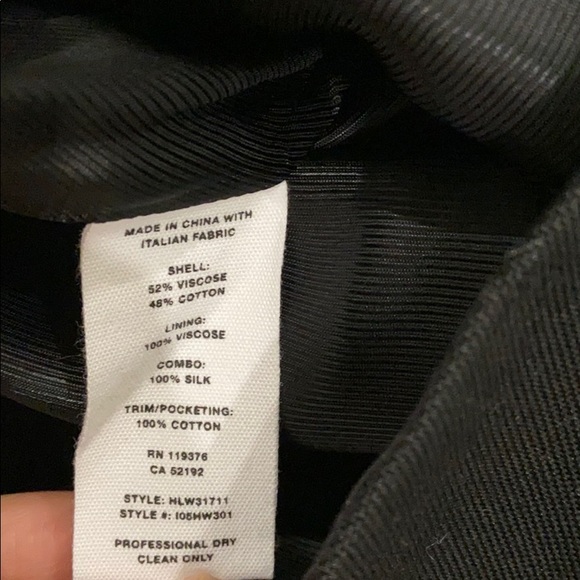 MADE IN CHINA WITH
ITALIAN FABRIC
SHELL:
52% VISCOSE
48% COTTON
LINING:
100% VISCOSE
COMBO:
100% SILK
TRIM/POCKETING:
100% COTTON
RN 119376
CA 52192
STYLE: HLW31711
STYLE #: I05HW301
PROFESSIONAL DRY
CLEAN ONLY